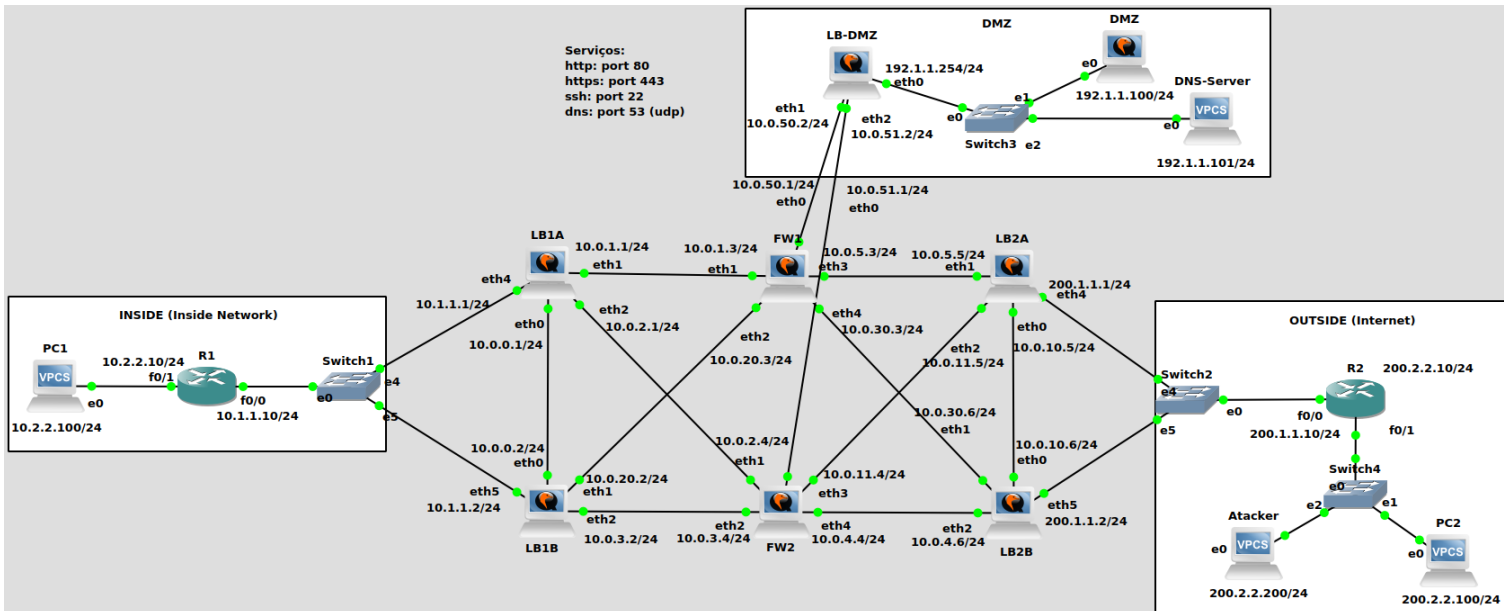 Serviços:
http: port 80
https: port 443
ssh: port 22
dns: port 53 (udp)
DMZ
LB-DMZ
192.1.1.254/24
eth0
eth1
10.0.50.2/24
eth2
10.0.51.2/24
e0
Switch3
e1
e2
DMZ
e0
192.1.1.100/24
DNS-Server
VPCS
e0
192.1.1.101/24
10.0.50.1/24
eth0
10.0.51.1/24
eth0
LB1A
10.0.1.1/24
eth1
eth4
10.1.1.1/24
eth2
10.0.2.1/24
eth0
10.0.0.1/24
FW1
10.0.1.3/24
eth1
10.0.5.3/24
eth3
eth2
10.0.20.3/24
eth4
10.0.30.3/24
LB2A
10.0.5.5/24
eth1
200.1.1.1/24
eth4
eth0
10.0.10.5/24
eth2
10.0.11.5/24
INSIDE (Inside Network)
PC1
VPCS
e0
10.2.2.100/24
10.2.2.10/24
f0/1
R1
f0/0
10.1.1.10/24
Switch1
e0
e4
e5
10.0.0.2/24
eth0
eth5
10.1.1.2/24
10.0.20.2/24
eth1
eth2
10.0.3.2/24
LB1B
10.0.2.4/24
eth1
10.0.11.4/24
eth3
eth2
10.0.3.4/24
FW2
eth4
10.0.4.4/24
10.0.30.6/24
eth1
10.0.10.6/24
eth0
eth2
10.0.4.6/24
eth5
200.1.1.2/24
LB2B
OUTSIDE (Internet)
Switch2
e4
e5
e0
R2
200.2.2.10/24
f0/0
200.1.1.10/24
f0/1
Switch4
e0
e2
e1
Atacker
VPCS
e0
200.2.2.200/24
PC2
VPCS
e0
200.2.2.100/24